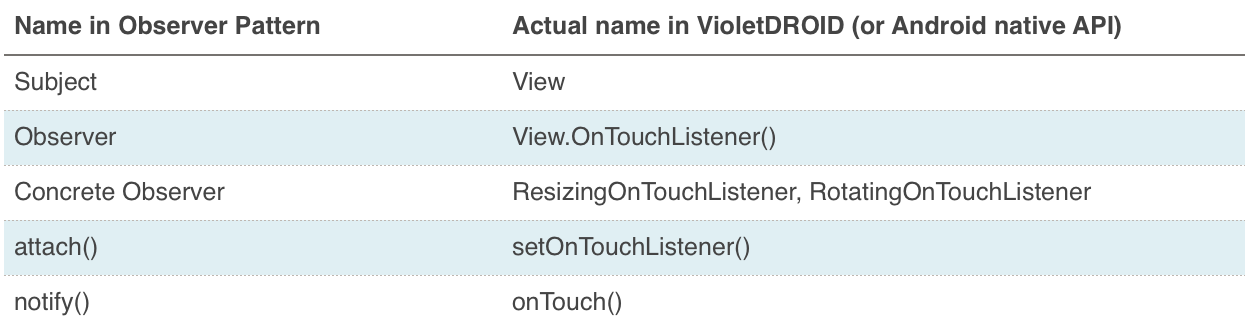 Name in Observer Pattern Actual name in VioletDROID (or Android native API)
Subject View
Observer View.OnTouchListener()
Concrete Observer ResizingOnTouchListener, RotatingOnTouchListener
attach() setOnTouchListener()
notify() onTouch()